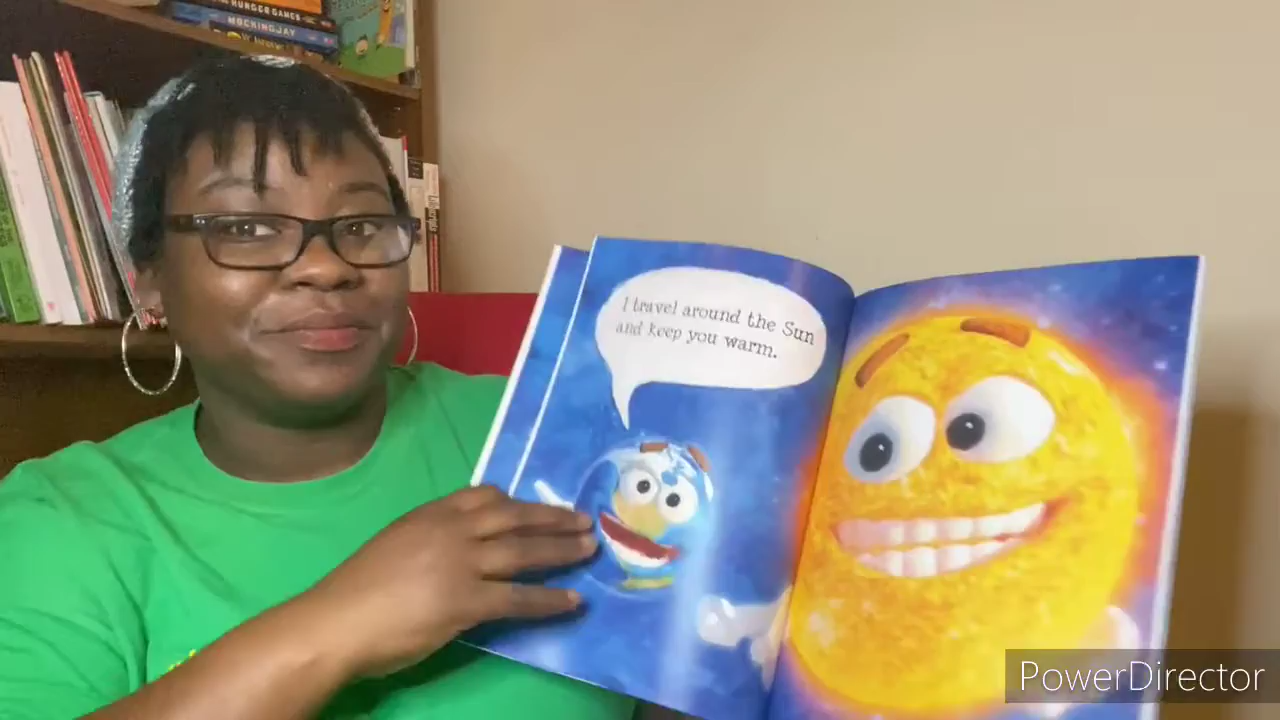 HUNGER GAMES
MOCKINGJAY
I travel around the Sun
and keep you warm.
PowerDirector